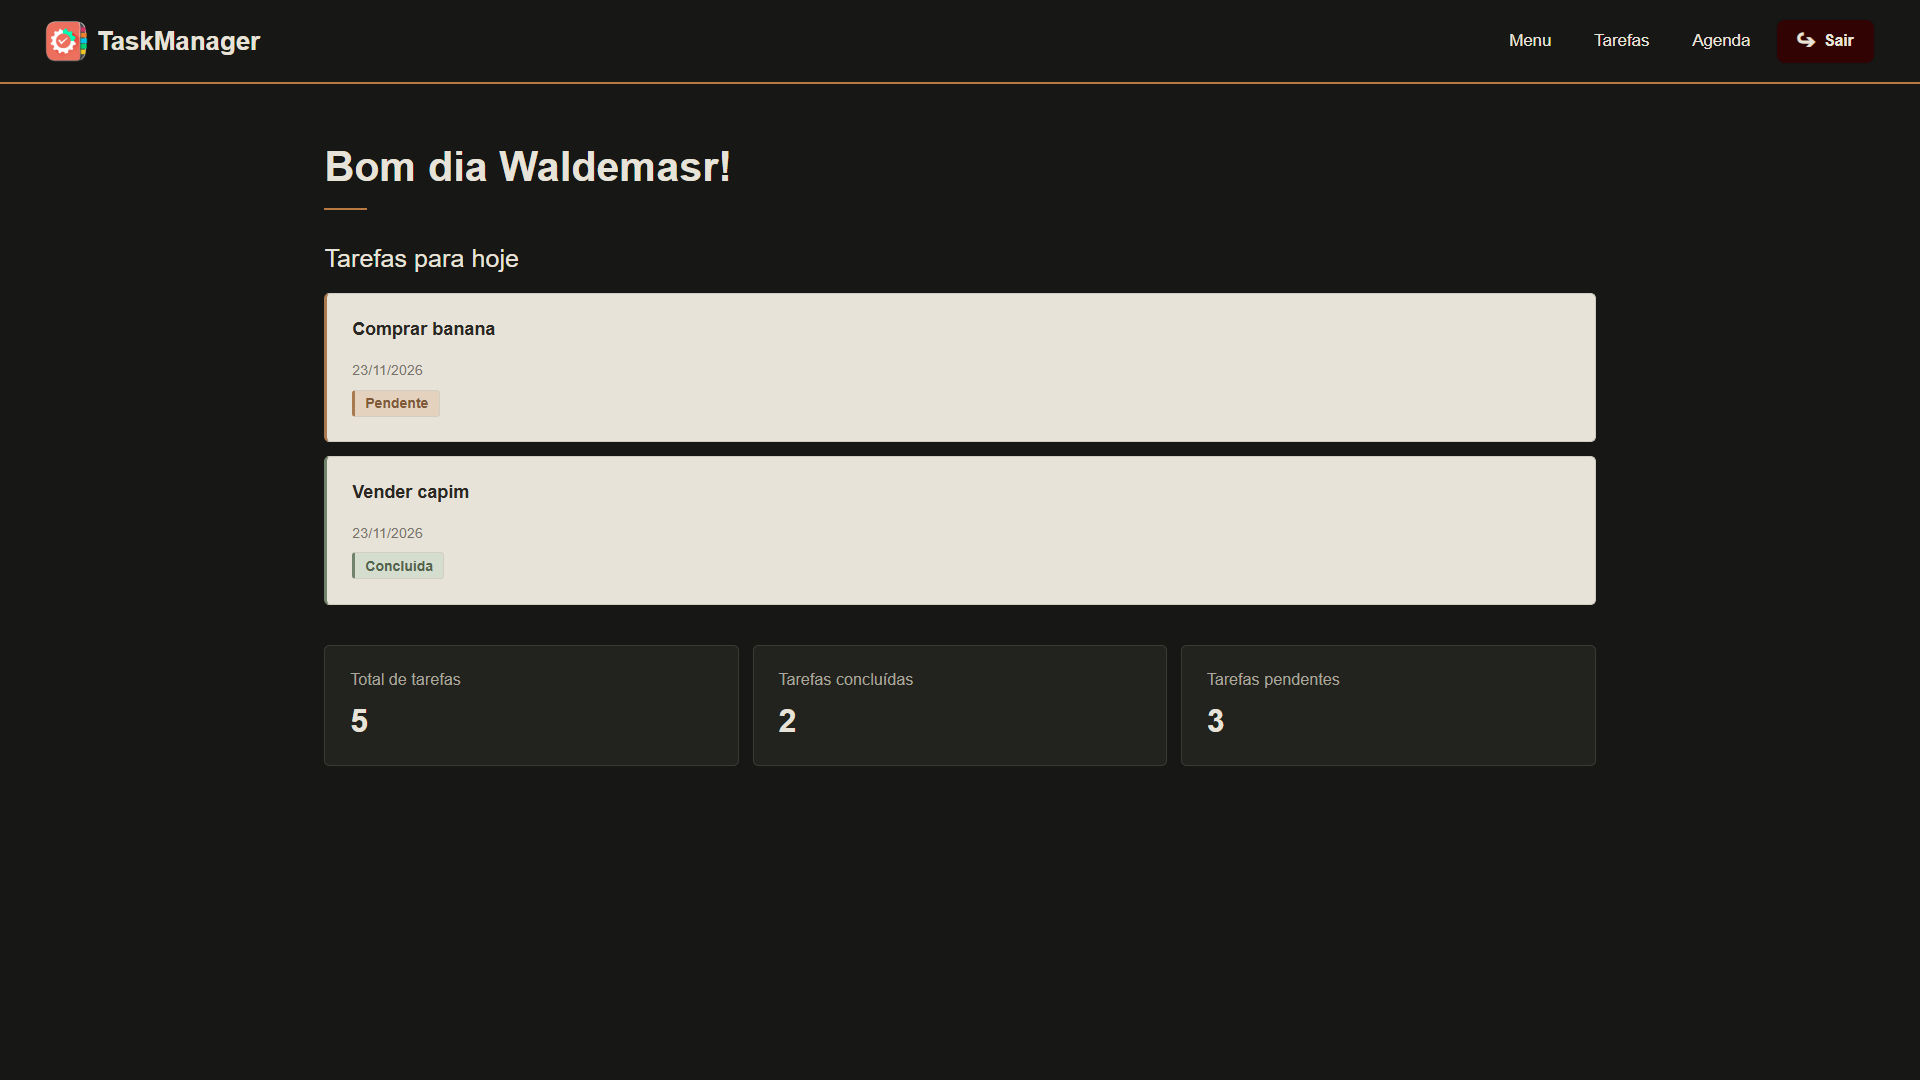 TaskManager
Menu
Tarefas
Agenda
Sair
Bom dia Waldemasr!
Tarefas para hoje
Comprar banana
23/11/2026
Pendente
Vender capim
23/11/2026
Concluída
Total de tarefas
5
Tarefas concluídas
2
Tarefas pendentes
3